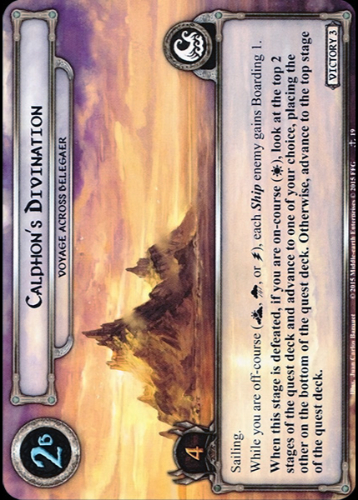 2B
Calphon's Divination
Voyage Across Belegaer
4
Sailing.
While you are off-course (, , or ), each Ship enemy gains Boarding 1.
When this stage is defeated, if you are on-course (), look at the top 2
stages of the quest deck and advance to one of your choice, placing the
other on the bottom of the quest deck. Otherwise, advance to the top stage
of the quest deck.
VICTORY 3
Illus. Juan Carlos Barquet © 2015 Middle-earth Enterprises © 2015 FFG 19